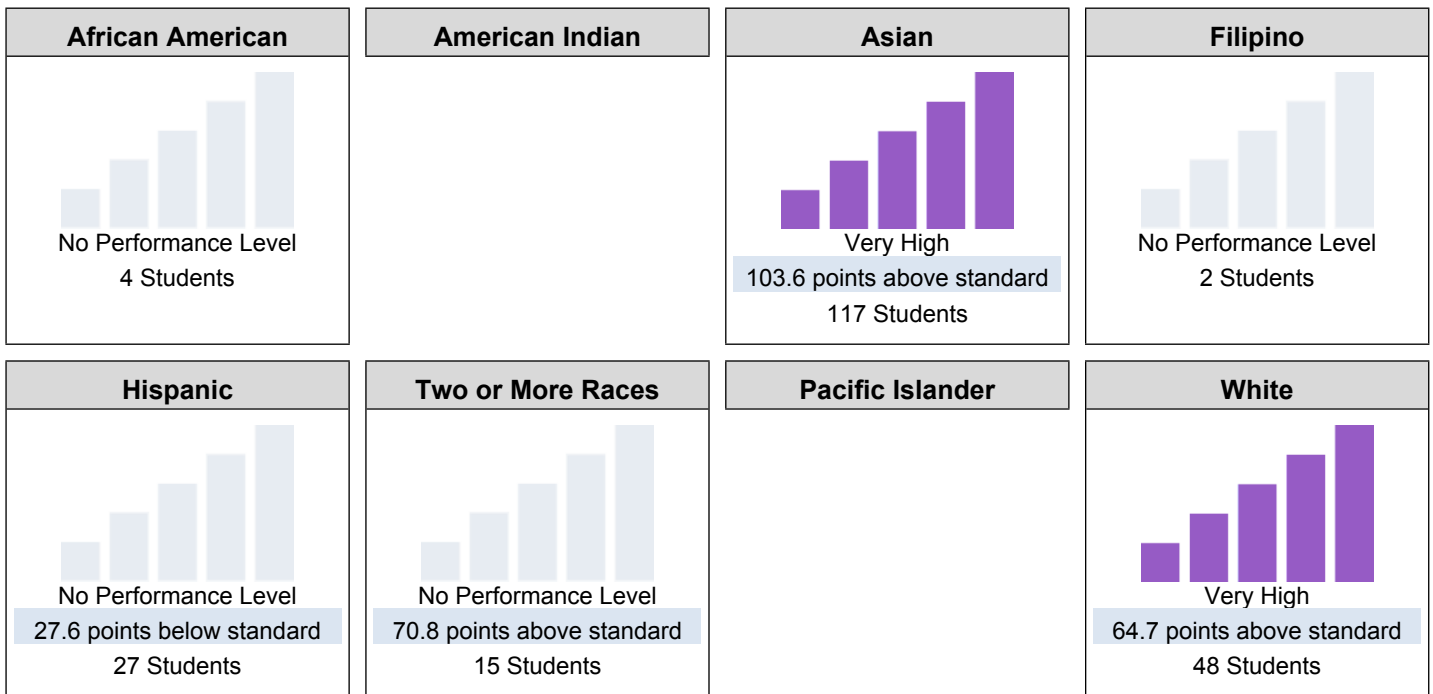 African American
American Indian
Asian
Filipino
No Performance Level
4 Students
Very High
103.6 points above standard
117 Students
No Performance Level
2 Students
Hispanic
Two or More Races
Pacific Islander
White
No Performance Level
27.6 points below standard
27 Students
No Performance Level
70.8 points above standard
15 Students
Very High
64.7 points above standard
48 Students